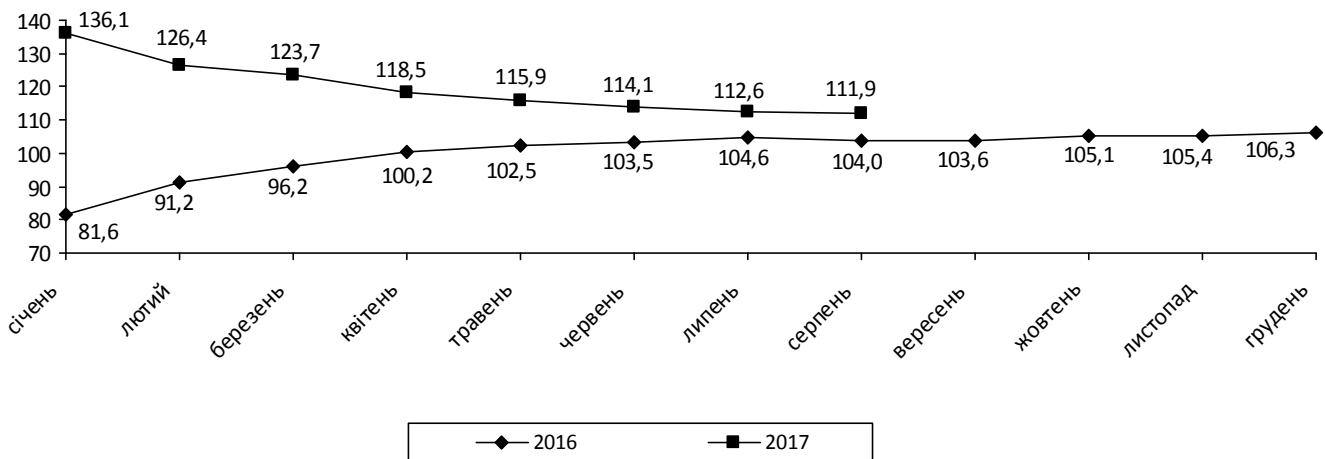 140
130
120
110
100
90
80
70
136,1
126,4
123,7
118,5
115,9
114,1
112,6
111,9
81,6
91,2
96,2
100,2
102,5
103,5
104,6
104,0
103,6
105,1
105,4
106,3
січень
лютий
березень
квітень
травень
червень
липень
серпень
вересень
жовтень
листопад
грудень
2016
2017